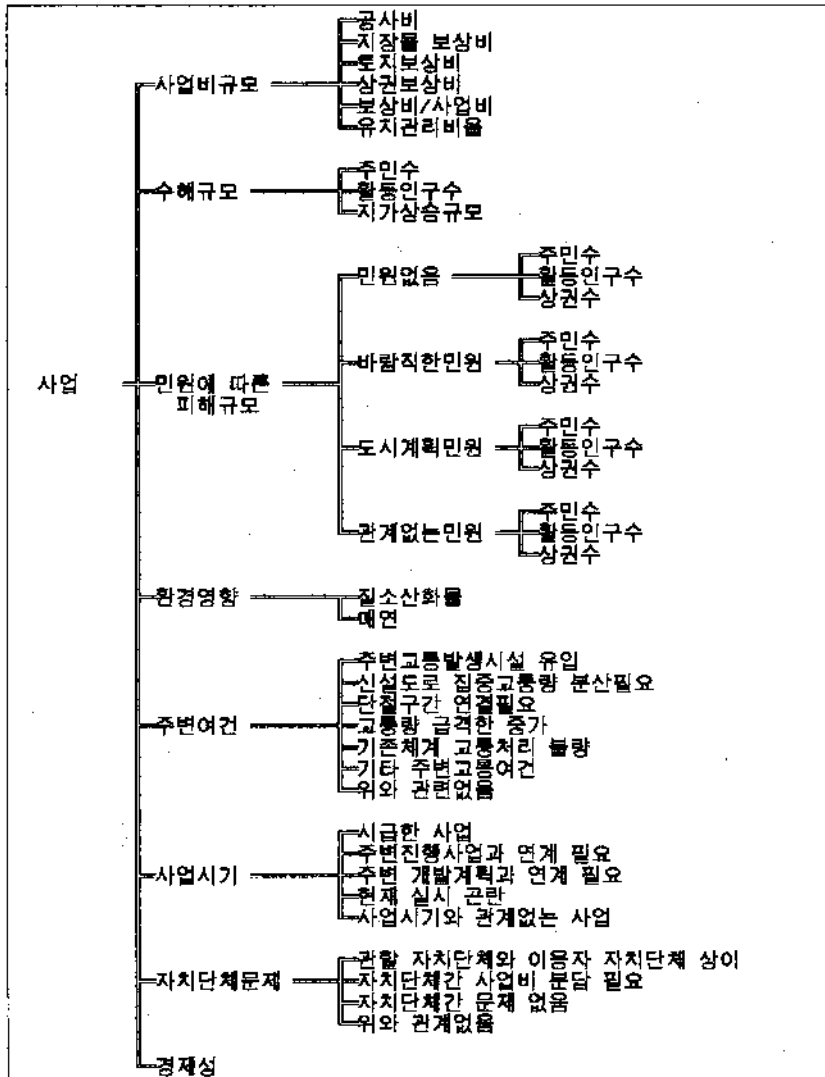 공사비
지장물 보상비
토지보상비
사업비규모
상권보상비
보상비/사업비
유지관리비율
주민수
수혜규모
활동인구수
지가상승규모
주민수
민원없음
활동인구수
상권수
주민수
바람직한민원
활동인구수
상권수
사업
민원에 따른
피해규모
주민수
도시계획민원
활동인구수
상권수
주민수
관계없는민원
활동인구수
상권수
환경영향
질소산화물
매연
주변교통발생시설 유입
신설도로 집중교통량 분산필요
단절구간 연결필요
주변여건
교통량 급격한 증가
기존체계 교통처리 불량
기타 주변교통여건
위와 관련없음
시급한 사업
주변진행사업과 연계 필요
사업시기
주변 개발계획과 연계 필요
현재 실시 곤란
사업시기와 관계없는 사업
관할 자치단체와 이용자 자치단체 상이
자치단체문제
자치단체간 사업비 분담 필요
자치단체간 문제 없음
위와 관계없음
경제성